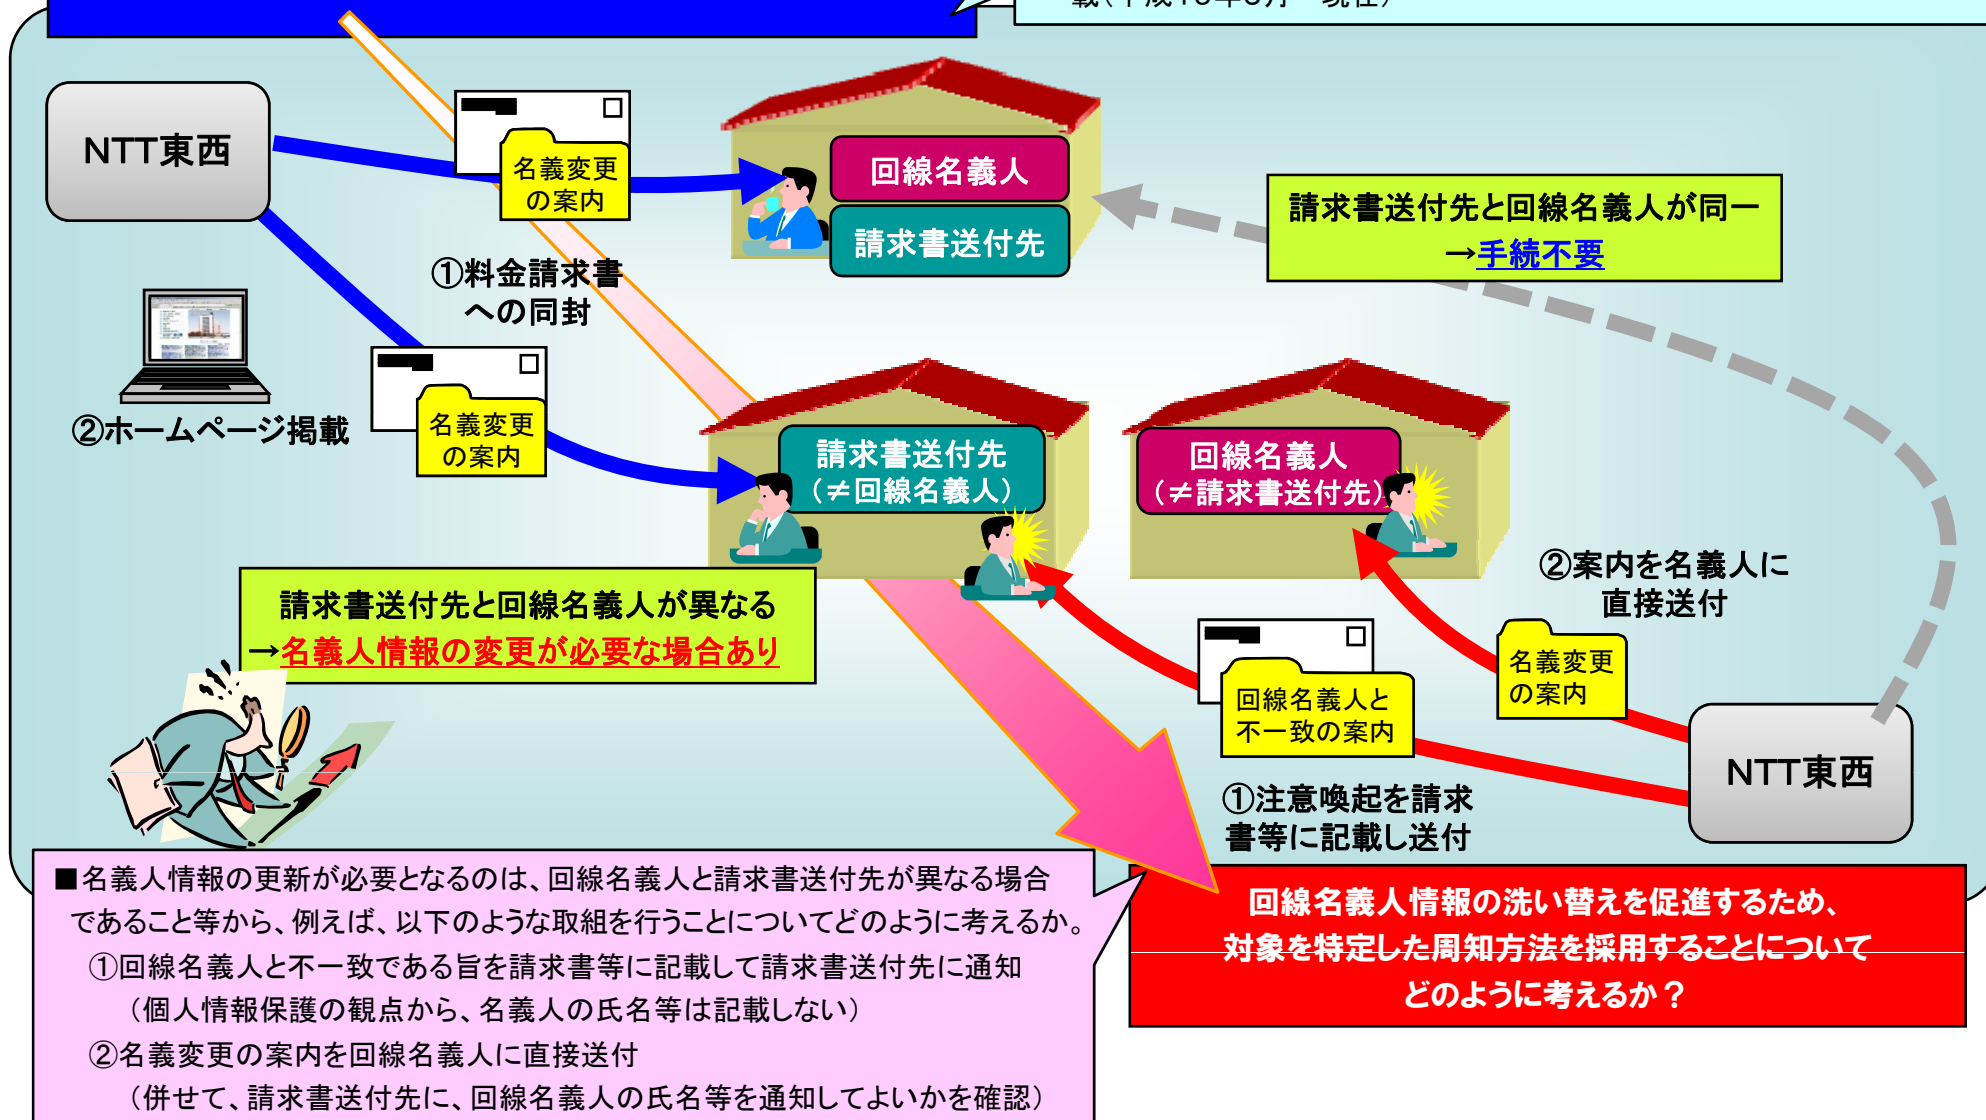 載(平成19年9月 現在)
NTT東西
名義変更
の案内
回線名義人
請求書送付先
請求書送付先と回線名義人が同一
→手続不要
①料金請求書
への同封
②ホームページ掲載
名義変更
の案内
請求書送付先
(≠回線名義人)
回線名義人
(≠請求書送付先)
請求書送付先と回線名義人が異なる
→名義人情報の変更が必要な場合あり
②案内を名義人に
直接送付
名義変更
の案内
回線名義人と
不一致の案内
NTT東西
①注意喚起を請求
書等に記載し送付
■名義人情報の更新が必要となるのは、回線名義人と請求書送付先が異なる場合
であること等から、例えば、以下のような取組を行うことについてどのように考えるか。
①回線名義人と不一致である旨を請求書等に記載して請求書送付先に通知
(個人情報保護の観点から、名義人の氏名等は記載しない)
②名義変更の案内を回線名義人に直接送付
(併せて、請求書送付先に、回線名義人の氏名等を通知してよいかを確認)
回線名義人情報の洗い替えを促進するため、
対象を特定した周知方法を採用することについて
どのように考えるか?